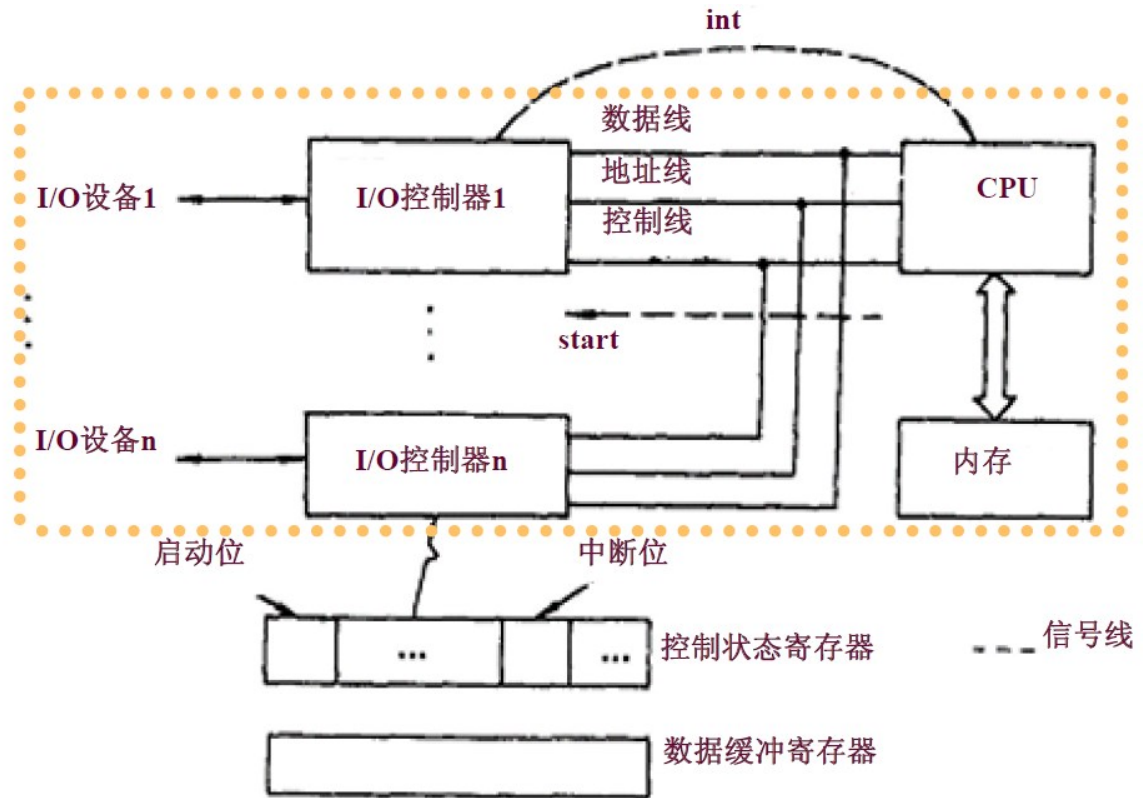 int
数据线
I/O设备1
I/O控制器1
地址线
CPU
控制线
start
I/O设备n
I/O控制器n
内存
启动位
中断位
...
...
控制状态寄存器
信号线
数据缓冲寄存器